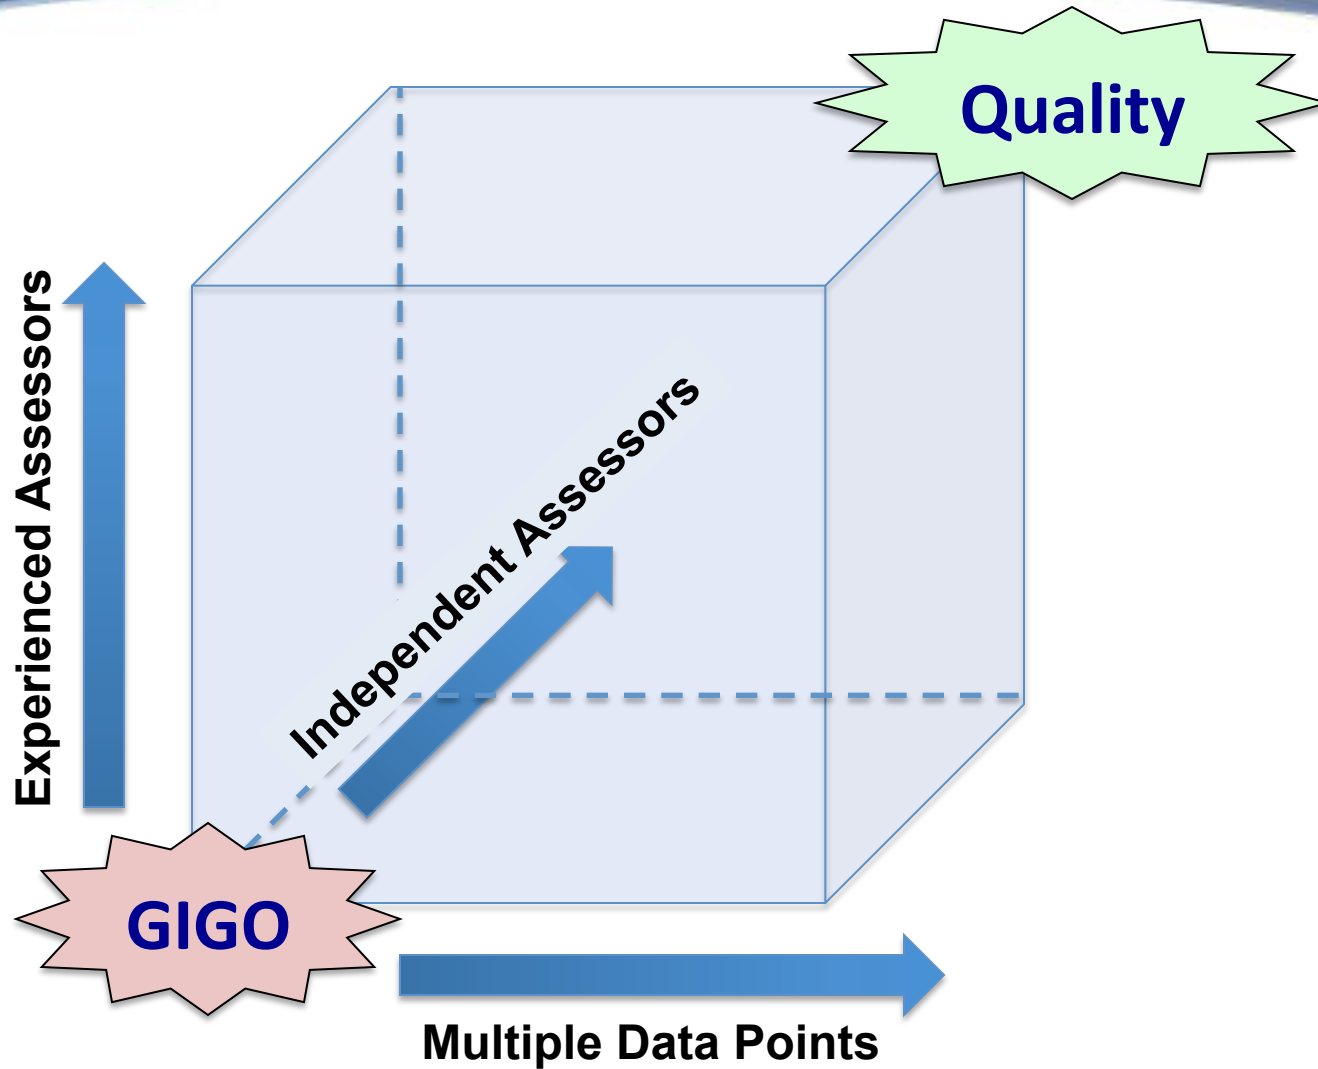 Quality
Experienced Assessors
Independent Assessors
GIGO
Multiple Data Points